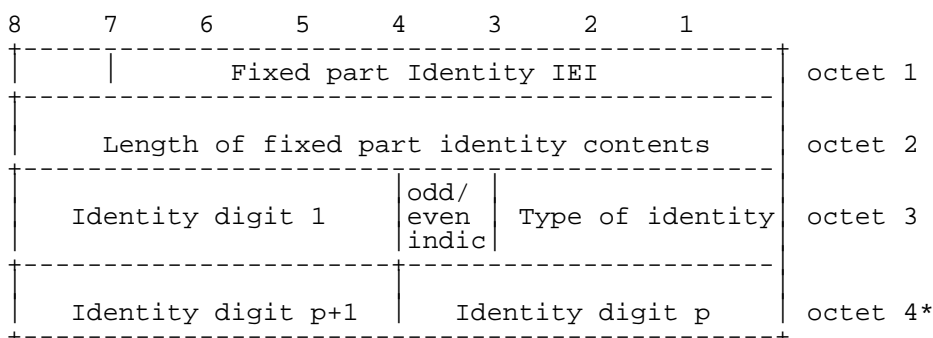 8 7 6 5 4 3 2 1
Fixed part Identity IEI octet 1
Length of fixed part identity contents octet 2
odd/
Identity digit 1 even Type of identity octet 3
indic
Identity digit p+1 Identity digit p octet 4*